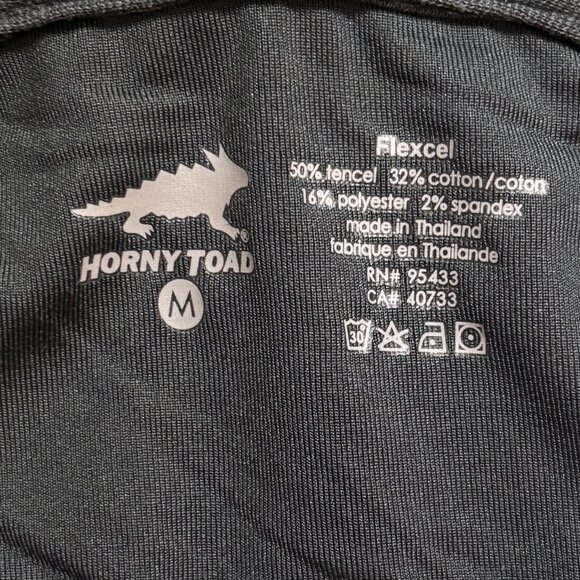 HORNY TOAD®
M
Flexcel
50% tencel 32% cotton/coton
16% polyester 2% spandex
made in Thailand
fabrique en Thailande
RN# 95433
CA# 40733
30